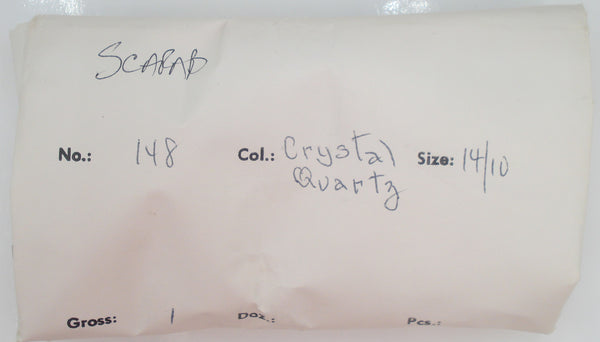 SCARAB
No.: 148 Col.: Crystal Size: 14/10
Quartz
Gross: 1 Doz.: Pcs.: